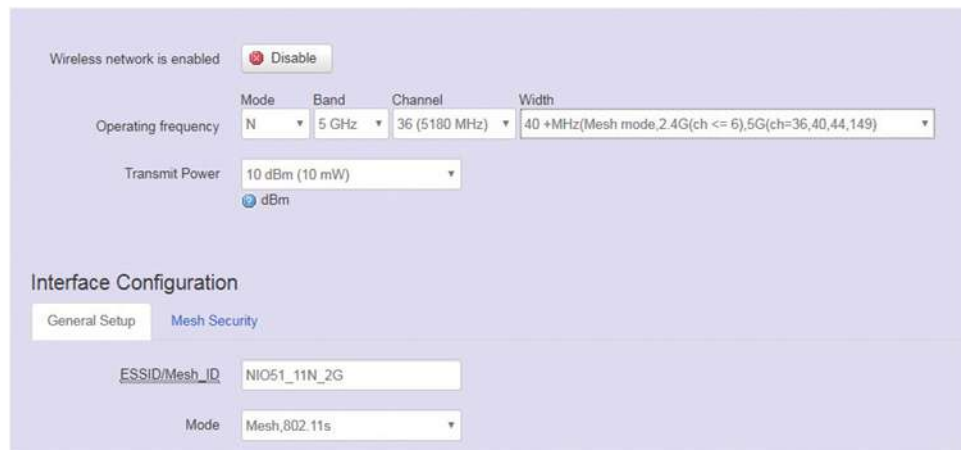 Wireless network is enabled Disable
Mode Band Channel Width
Operating frequency N 5 GHz 36 (5180 MHz) 40 +MHz(Mesh mode,2.4G(ch <= 6),5G(ch=36,40,44,149)
Transmit Power 10 dBm (10 mW)
dBm
Interface Configuration
General Setup Mesh Security
ESSID/Mesh_ID NIO51_11N_2G
Mode Mesh,802.11s